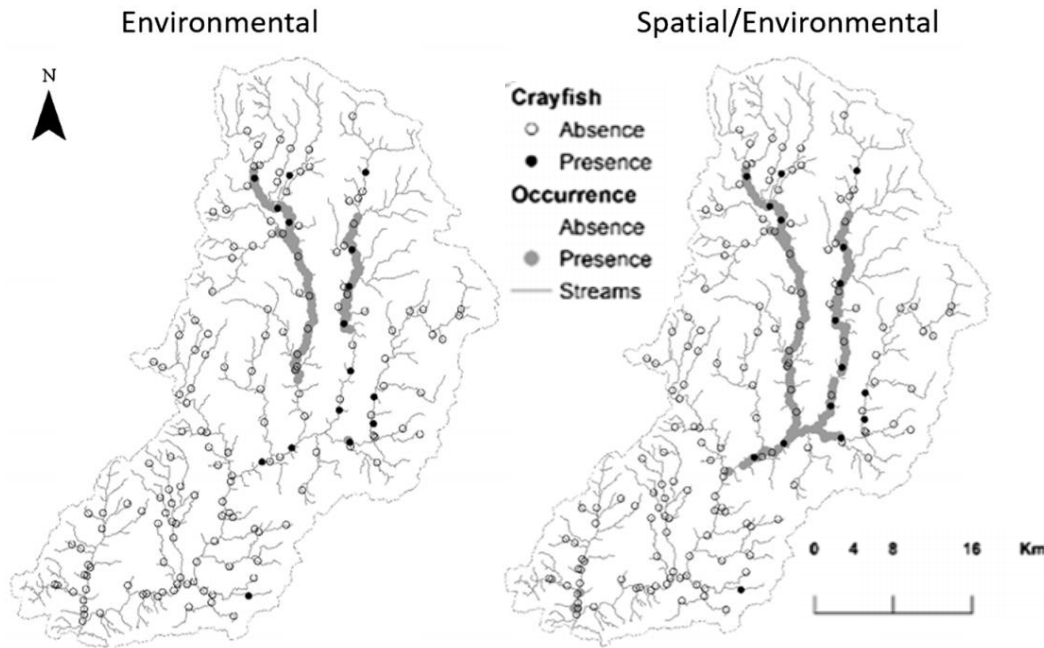 Environmental
Spatial/Environmental
N
Crayfish
Absence
Presence
Occurrence
Absence
Presence
Streams
0 4 8 16 Km